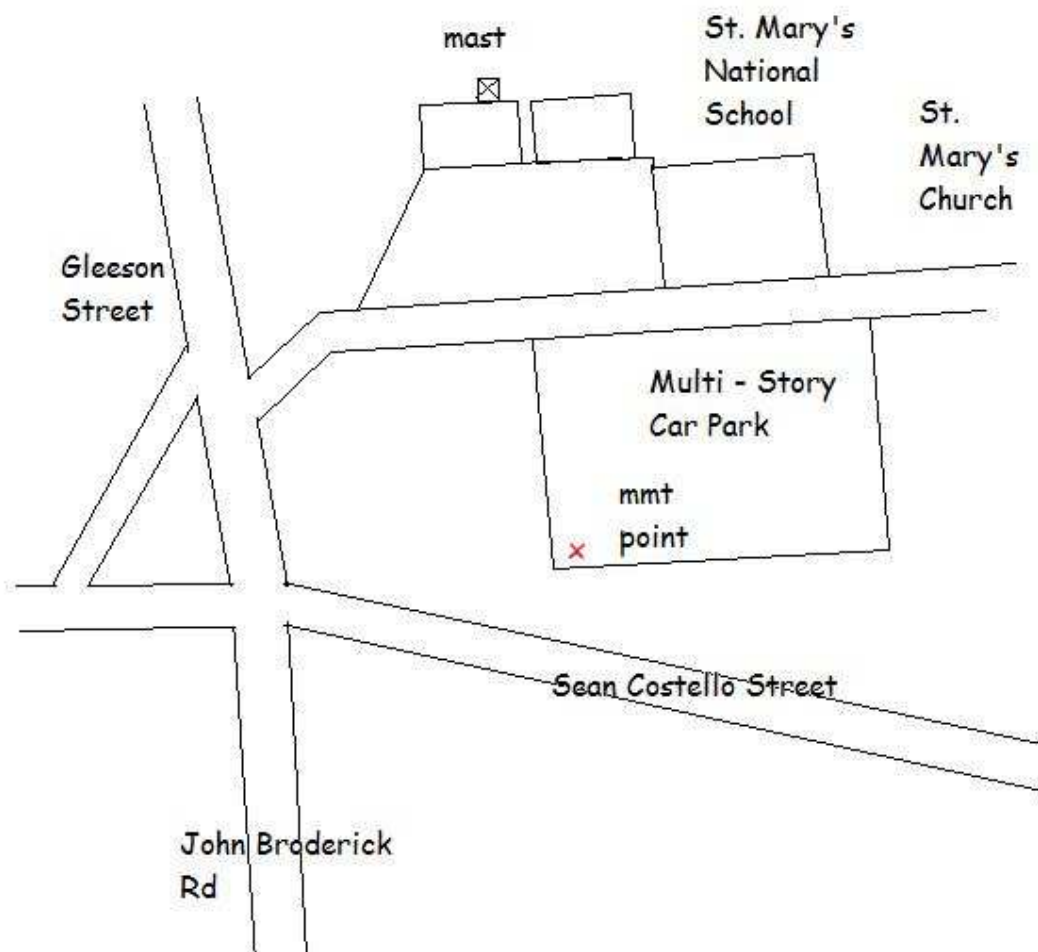 mast
St. Mary's
National
School
St.
Mary's
Church
Gleeson
Street
Multi - Story
Car Park
mmt
point
Sean Costello Street
John Broderick
Rd